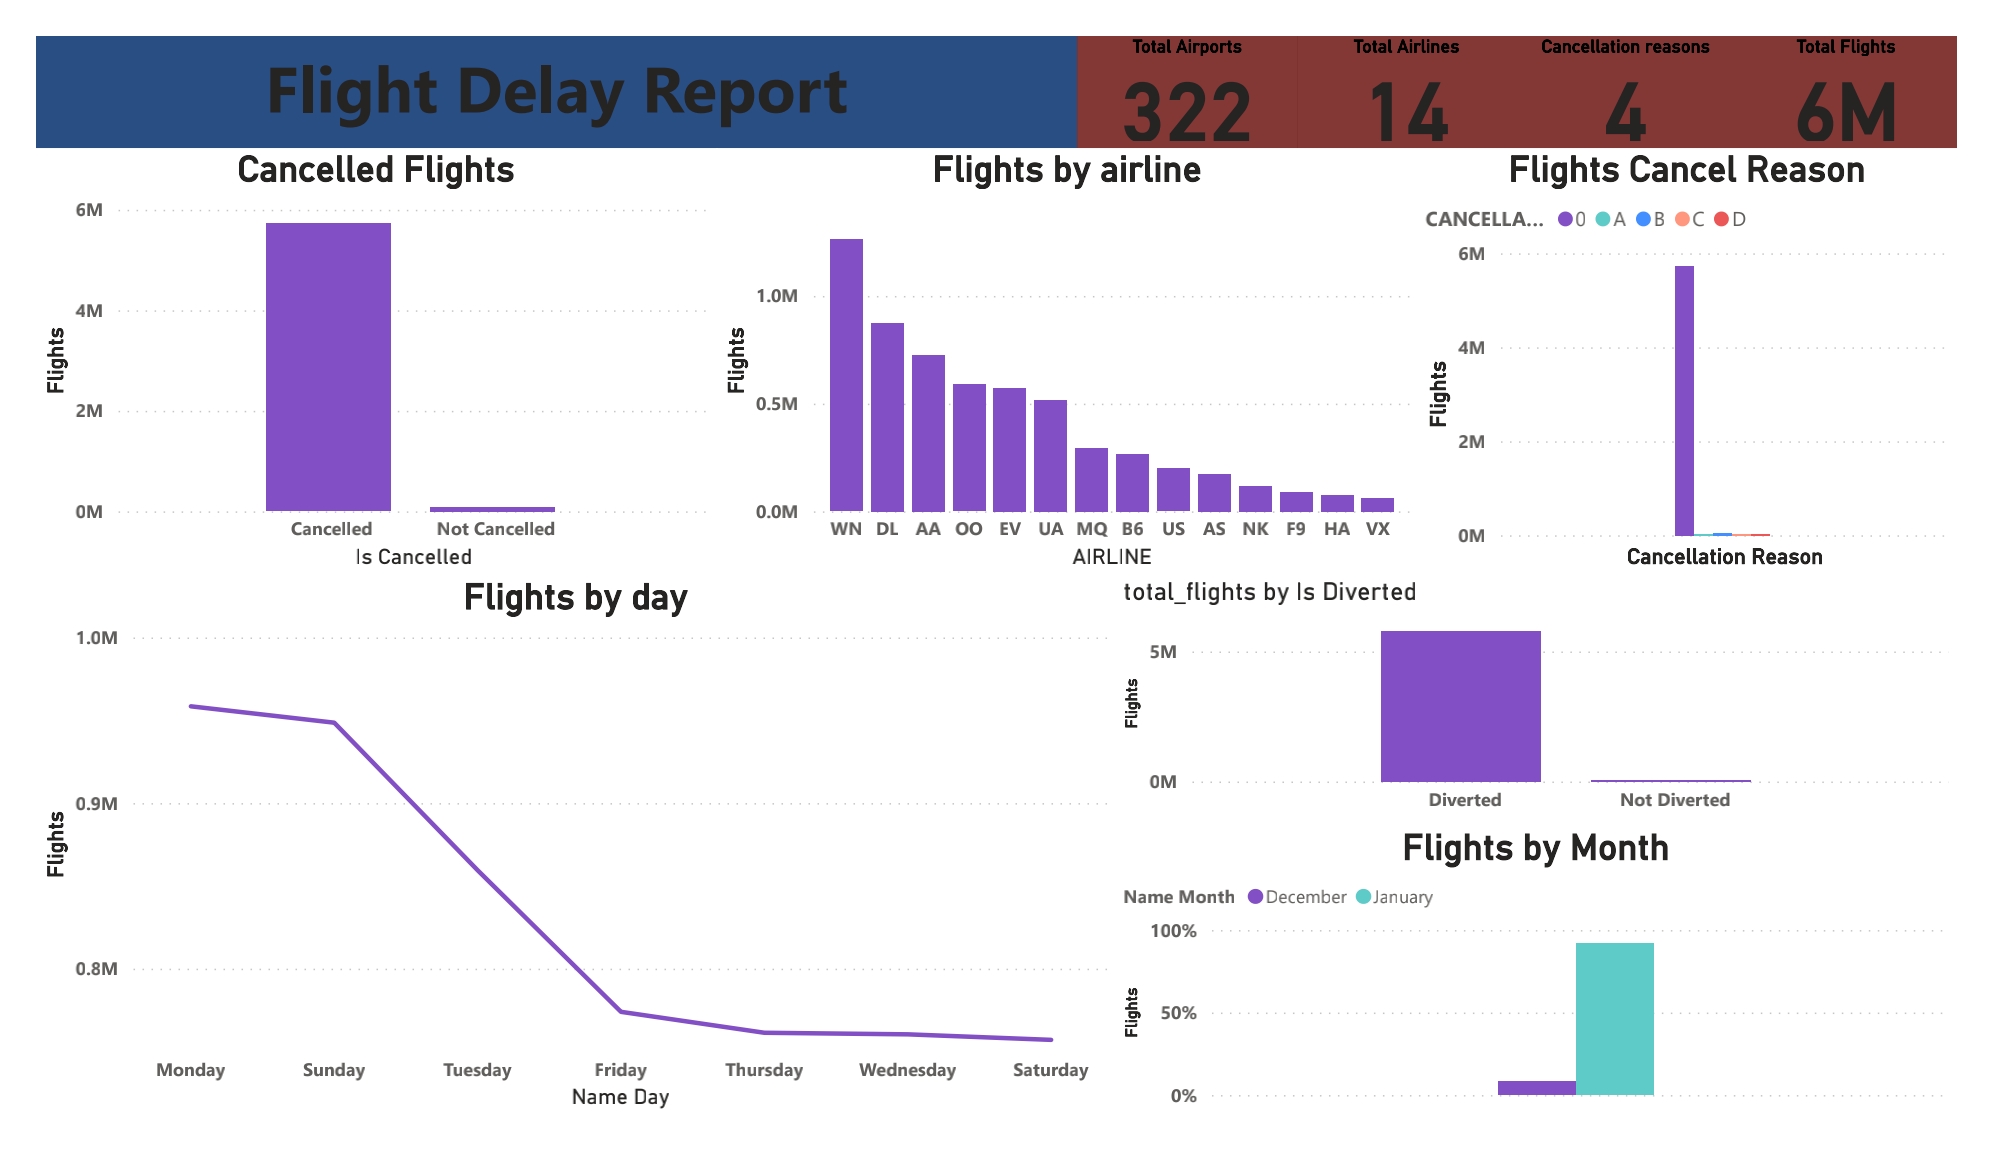 Flight Delay Report
Total Airports
322
Total Airlines
14
Cancellation reasons
4
Total Flights
6M
Cancelled Flights
6M
4M
2M
0M
Flights
Cancelled Not Cancelled
Is Cancelled
Flights by airline
1.0M
0.5M
0.0M
Flights
WN DL AA OO EV UA MQ B6 US AS NK F9 HA VX
AIRLINE
Flights Cancel Reason
CANCELLA... 0 A B C D
6M
4M
2M
0M
Flights
Cancellation Reason
Flights by day
1.0M
0.9M
0.8M
Flights
Monday Sunday Tuesday Friday Thursday Wednesday Saturday
Name Day
total_flights by Is Diverted
5M
0M
Flights
Diverted Not Diverted
Flights by Month
Name Month December January
100%
50%
0%
Flights